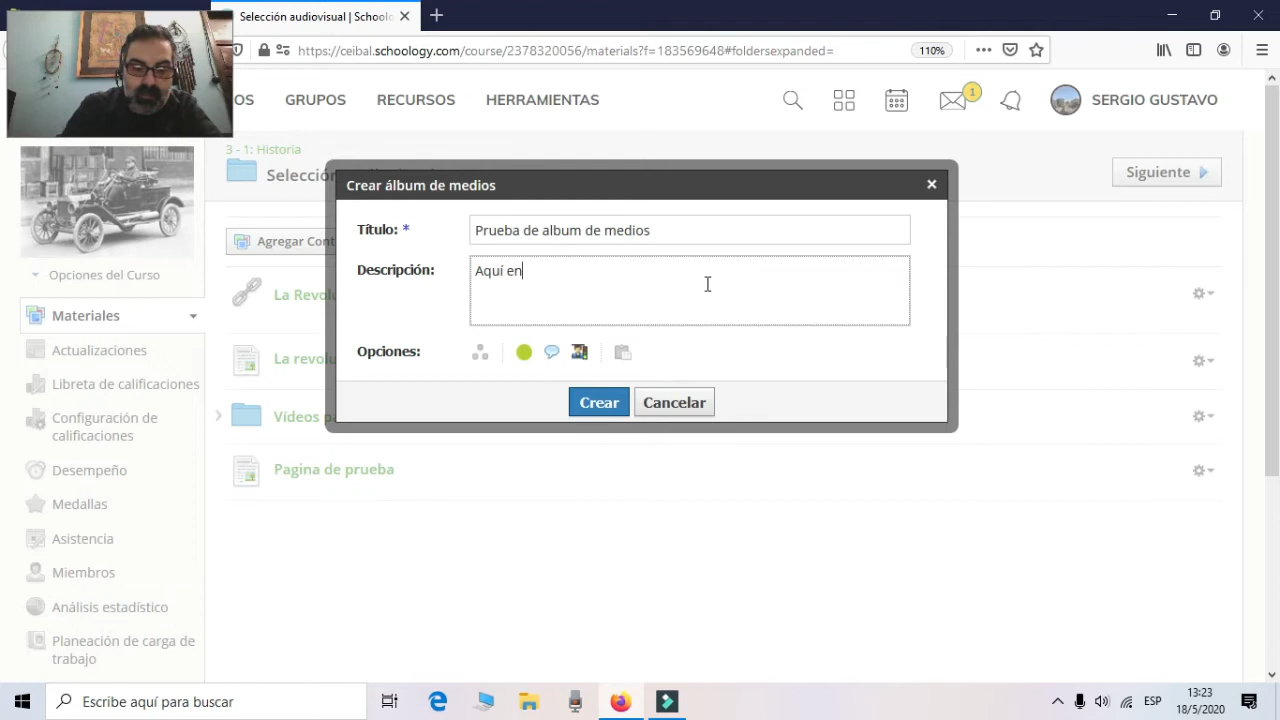 Selección audiovisual | Schoolo
https://ceibal.schoology.com/course/2378320056/materials?f=183569648#foldersexpanded=
110%
OS
GRUPOS
RECURSOS
HERRAMIENTAS
1
SERGIO GUSTAVO
3 - 1: Historia
Selección
Siguiente
Opciones del Curso
Materiales
Actualizaciones
Libreta de calificaciones
Configuración de
calificaciones
Desempeño
Medallas
Asistencia
Miembros
Análisis estadístico
Planeación de carga de
trabajo
Agregar Cont
La Revolu
La revolu
Vídeos pa
Pagina de prueba
Crear álbum de medios
Título: *
Prueba de album de medios
Descripción:
Aquí en
Opciones:
Crear
Cancelar
Escribe aquí para buscar
ESP
13:23
18/5/2020